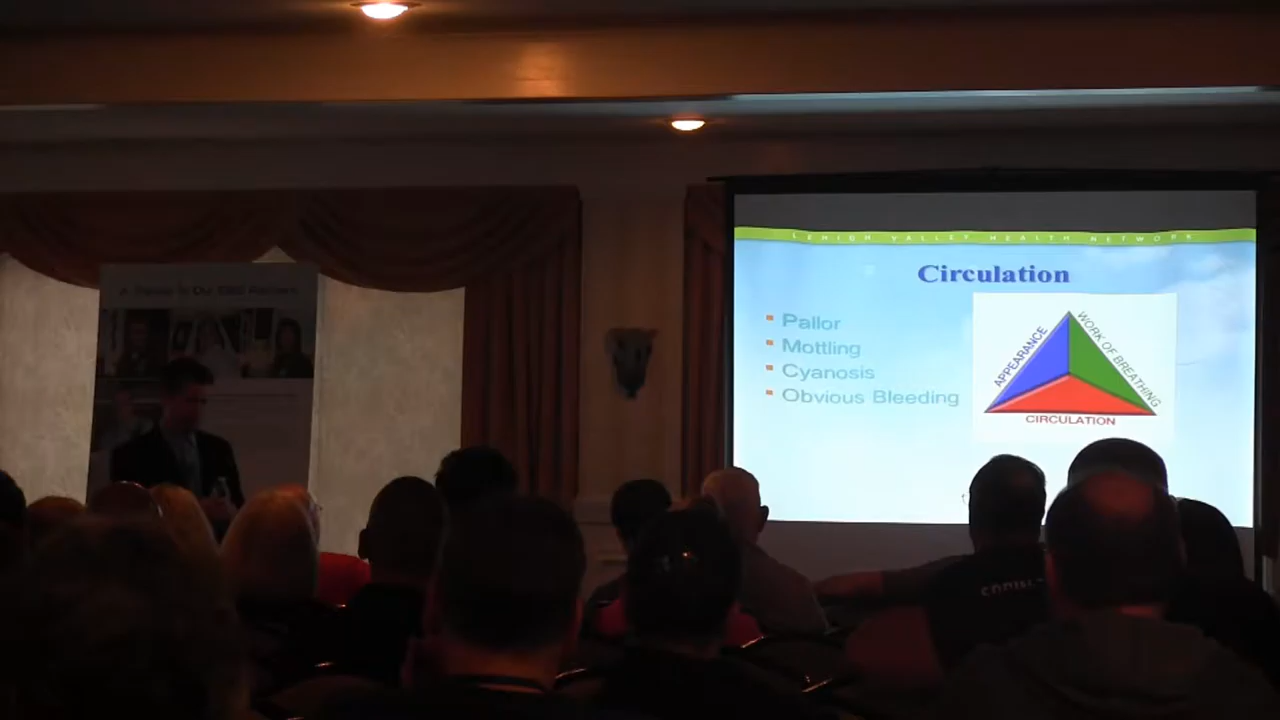 LEHIGH VALLEY HEALTH NETWORK
Circulation
Pallor
Mottling
Cyanosis
Obvious Bleeding
APPEARANCE
WORK OF BREATHING
CIRCULATION